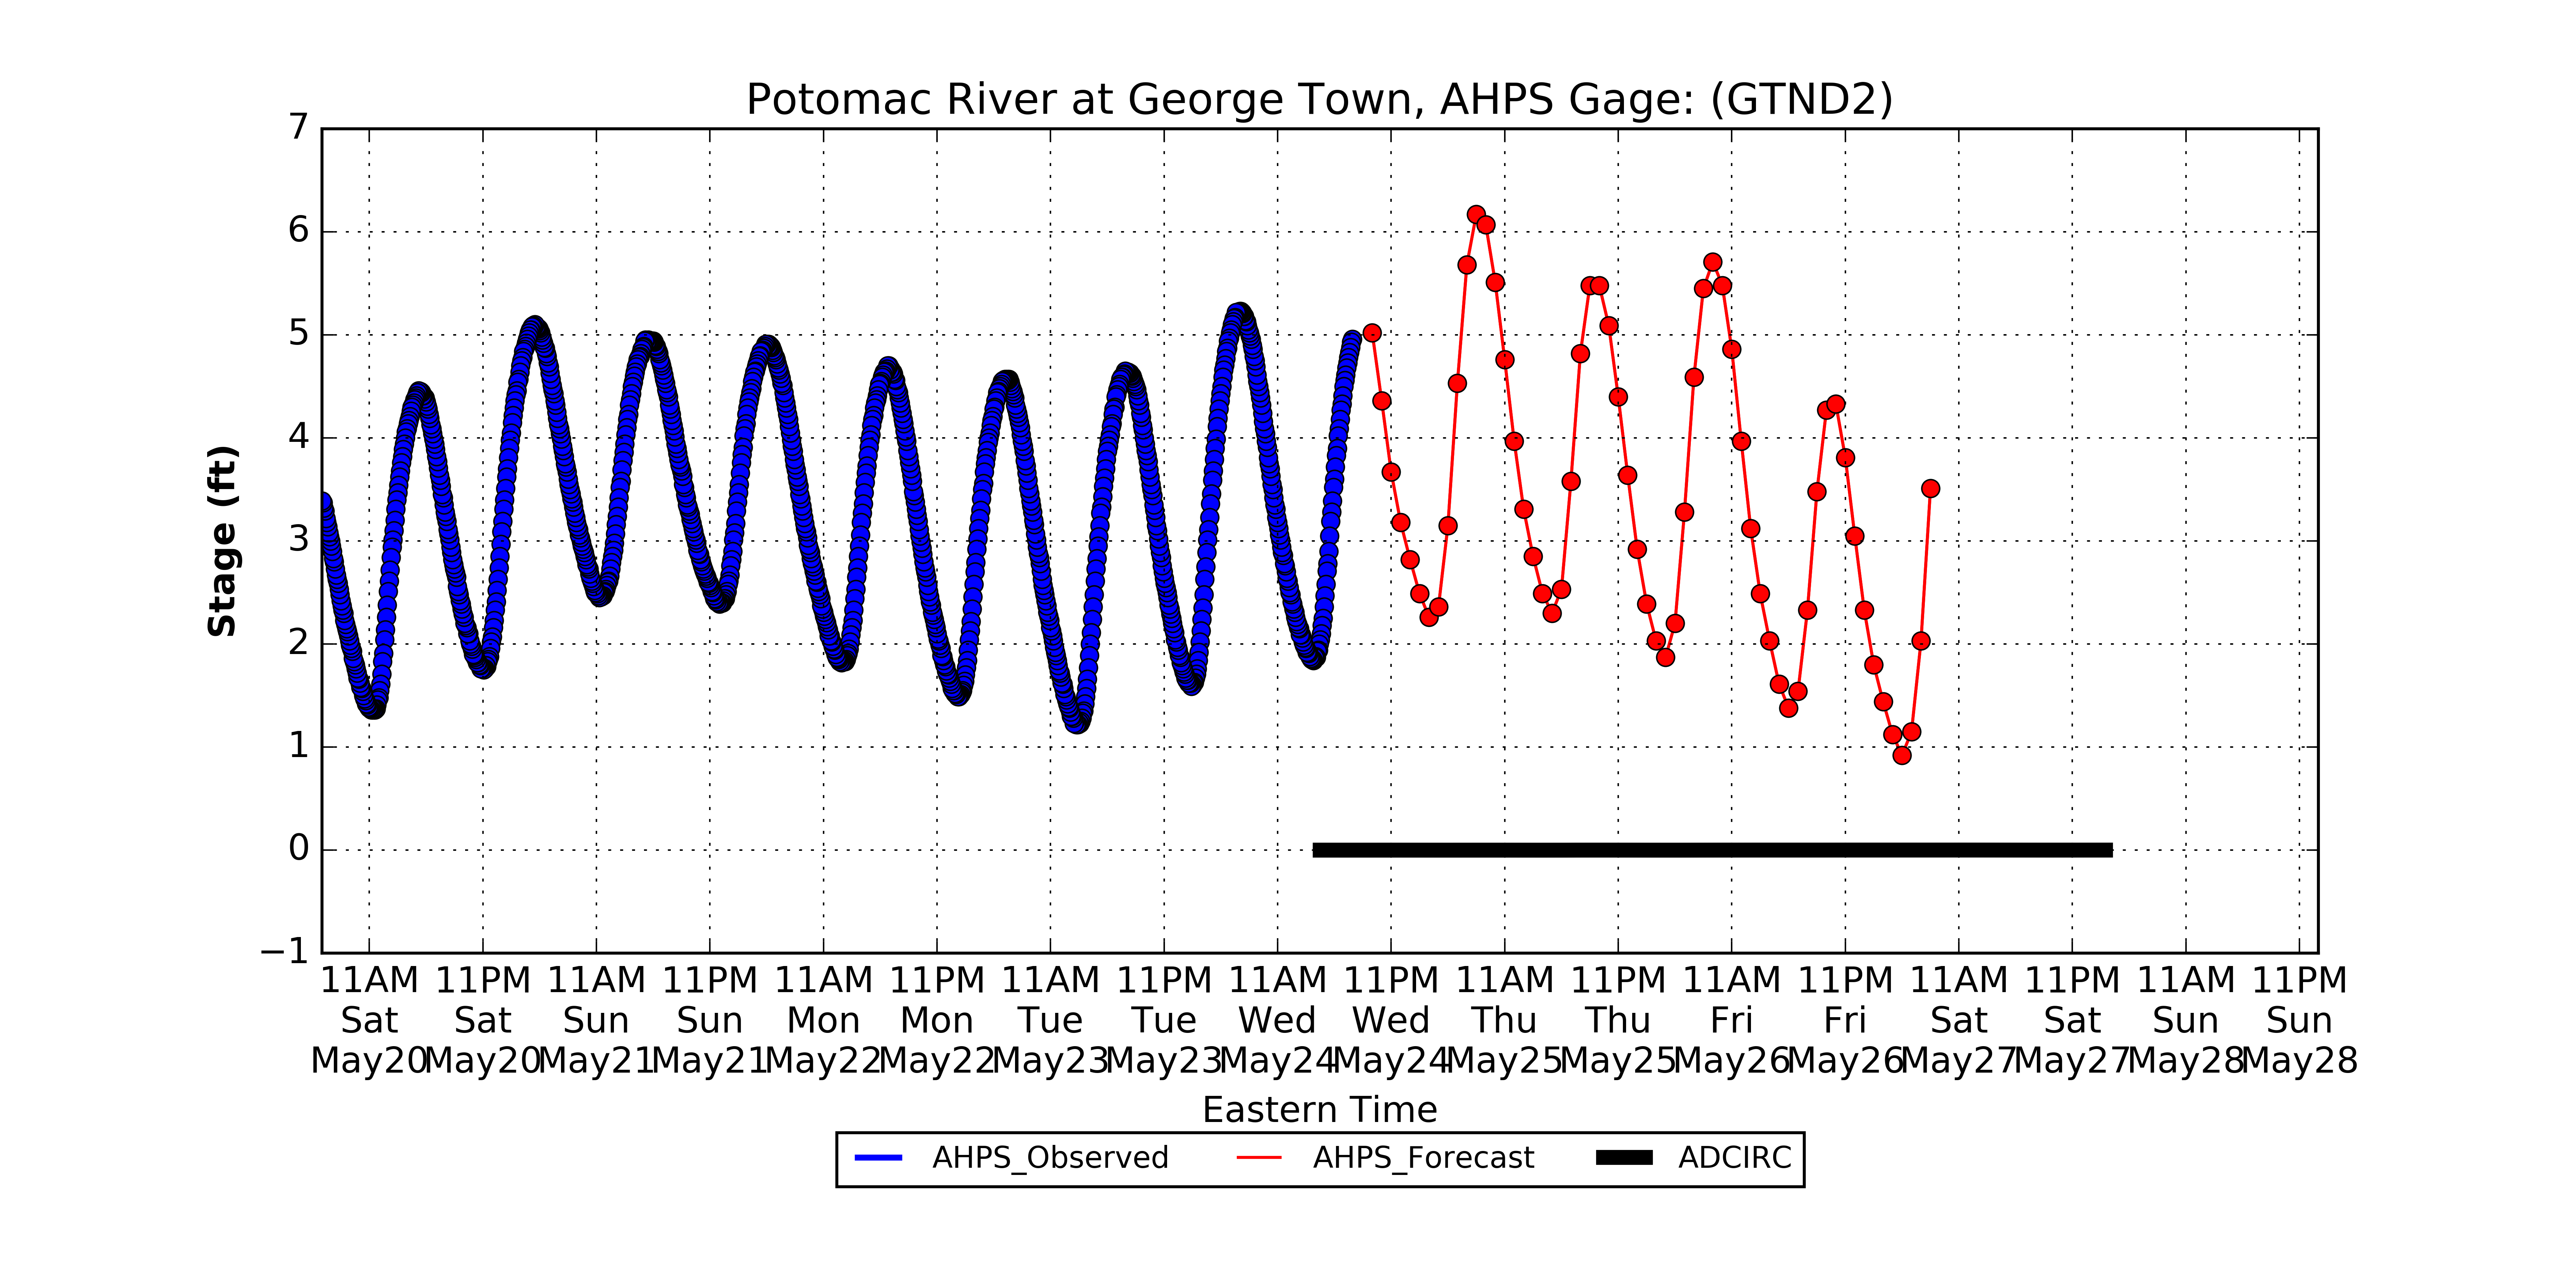 Potomac River at George Town, AHPS Gage: (GTND2)
7
6
5
4
3
2
1
0
−1
Stage (ft)
11AM 11PM 11AM 11PM 11AM 11PM 11AM 11PM 11AM 11PM 11AM 11PM 11AM 11PM 11AM 11PM 11AM 11PM
Sat Sat Sun Sun Mon Mon Tue Tue Wed Wed Thu Thu Fri Fri Sat Sat Sun Sun
May20 May20 May21 May21 May22 May22 May23 May23 May24 May24 May25 May25 May26 May26 May27 May27 May28 May28
Eastern Time
AHPS_Observed AHPS_Forecast ADCIRC